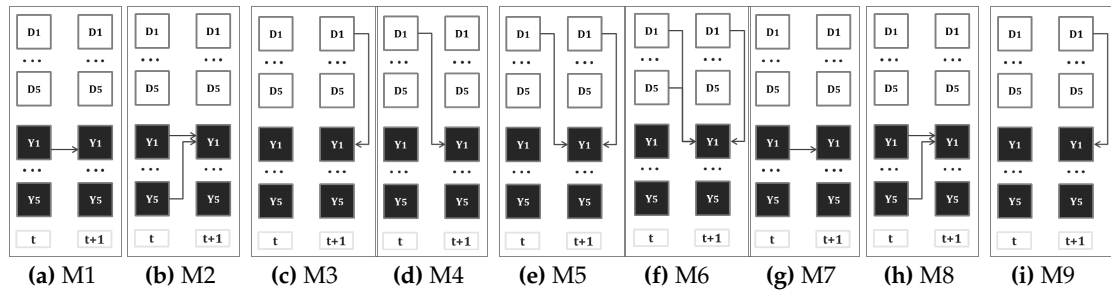 D1 D1 D1 D1 D1 D1 D1 D1 D1 D1 D1 D1 D1 D1 D1 D1 D1 D1
... ... ... ... ... ... ... ... ... ... ... ... ... ... ... ... ... ...
D5 D5 D5 D5 D5 D5 D5 D5 D5 D5 D5 D5 D5 D5 D5 D5 D5 D5
Y1 Y1 Y1 Y1 Y1 Y1 Y1 Y1 Y1 Y1 Y1 Y1 Y1 Y1 Y1 Y1 Y1 Y1
... ... ... ... ... ... ... ... ... ... ... ... ... ... ... ... ... ...
Y5 Y5 Y5 Y5 Y5 Y5 Y5 Y5 Y5 Y5 Y5 Y5 Y5 Y5 Y5 Y5 Y5 Y5
t t+1 t t+1 t t+1 t t+1 t t+1 t t+1 t t+1 t t+1 t t+1
(a) M1 (b) M2 (c) M3 (d) M4 (e) M5 (f) M6 (g) M7 (h) M8 (i) M9